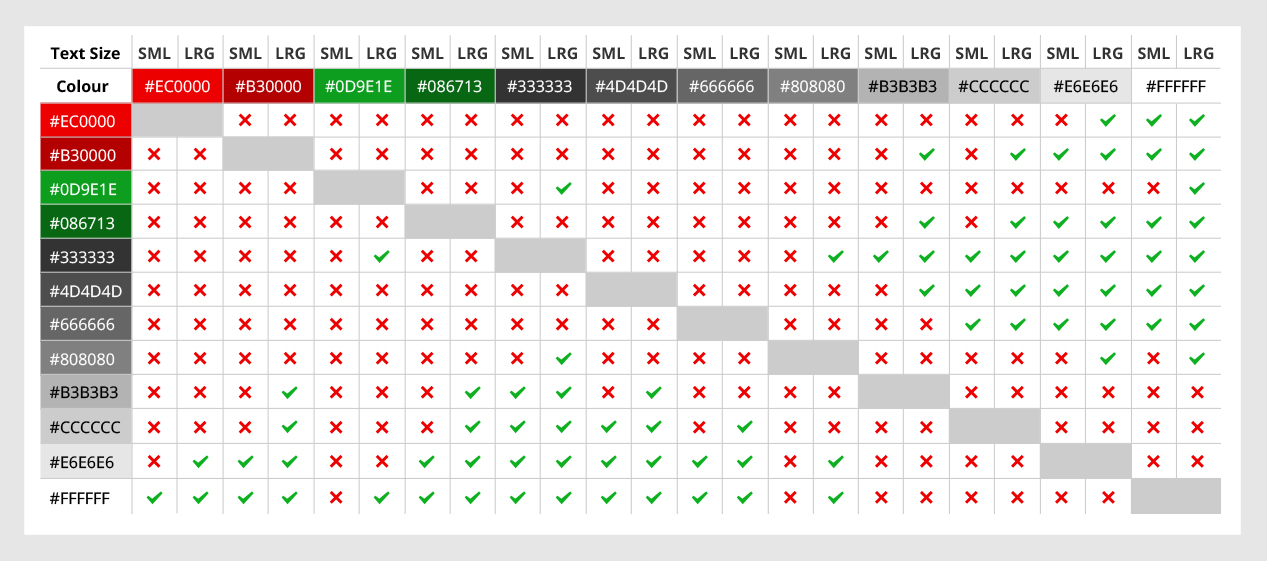 Text Size SML LRG SML LRG SML LRG SML LRG SML LRG SML LRG SML LRG SML LRG SML LRG SML LRG SML LRG SML LRG
Colour #EC0000 #B30000 #0D9E1E #086713 #333333 #4D4D4D #666666 #808080 #B3B3B3 #CCCCCC #E6E6E6 #FFFFFF
#EC0000
#B30000
#0D9E1E
#086713
#333333
#4D4D4D
#666666
#808080
#B3B3B3
#CCCCCC
#E6E6E6
#FFFFFF